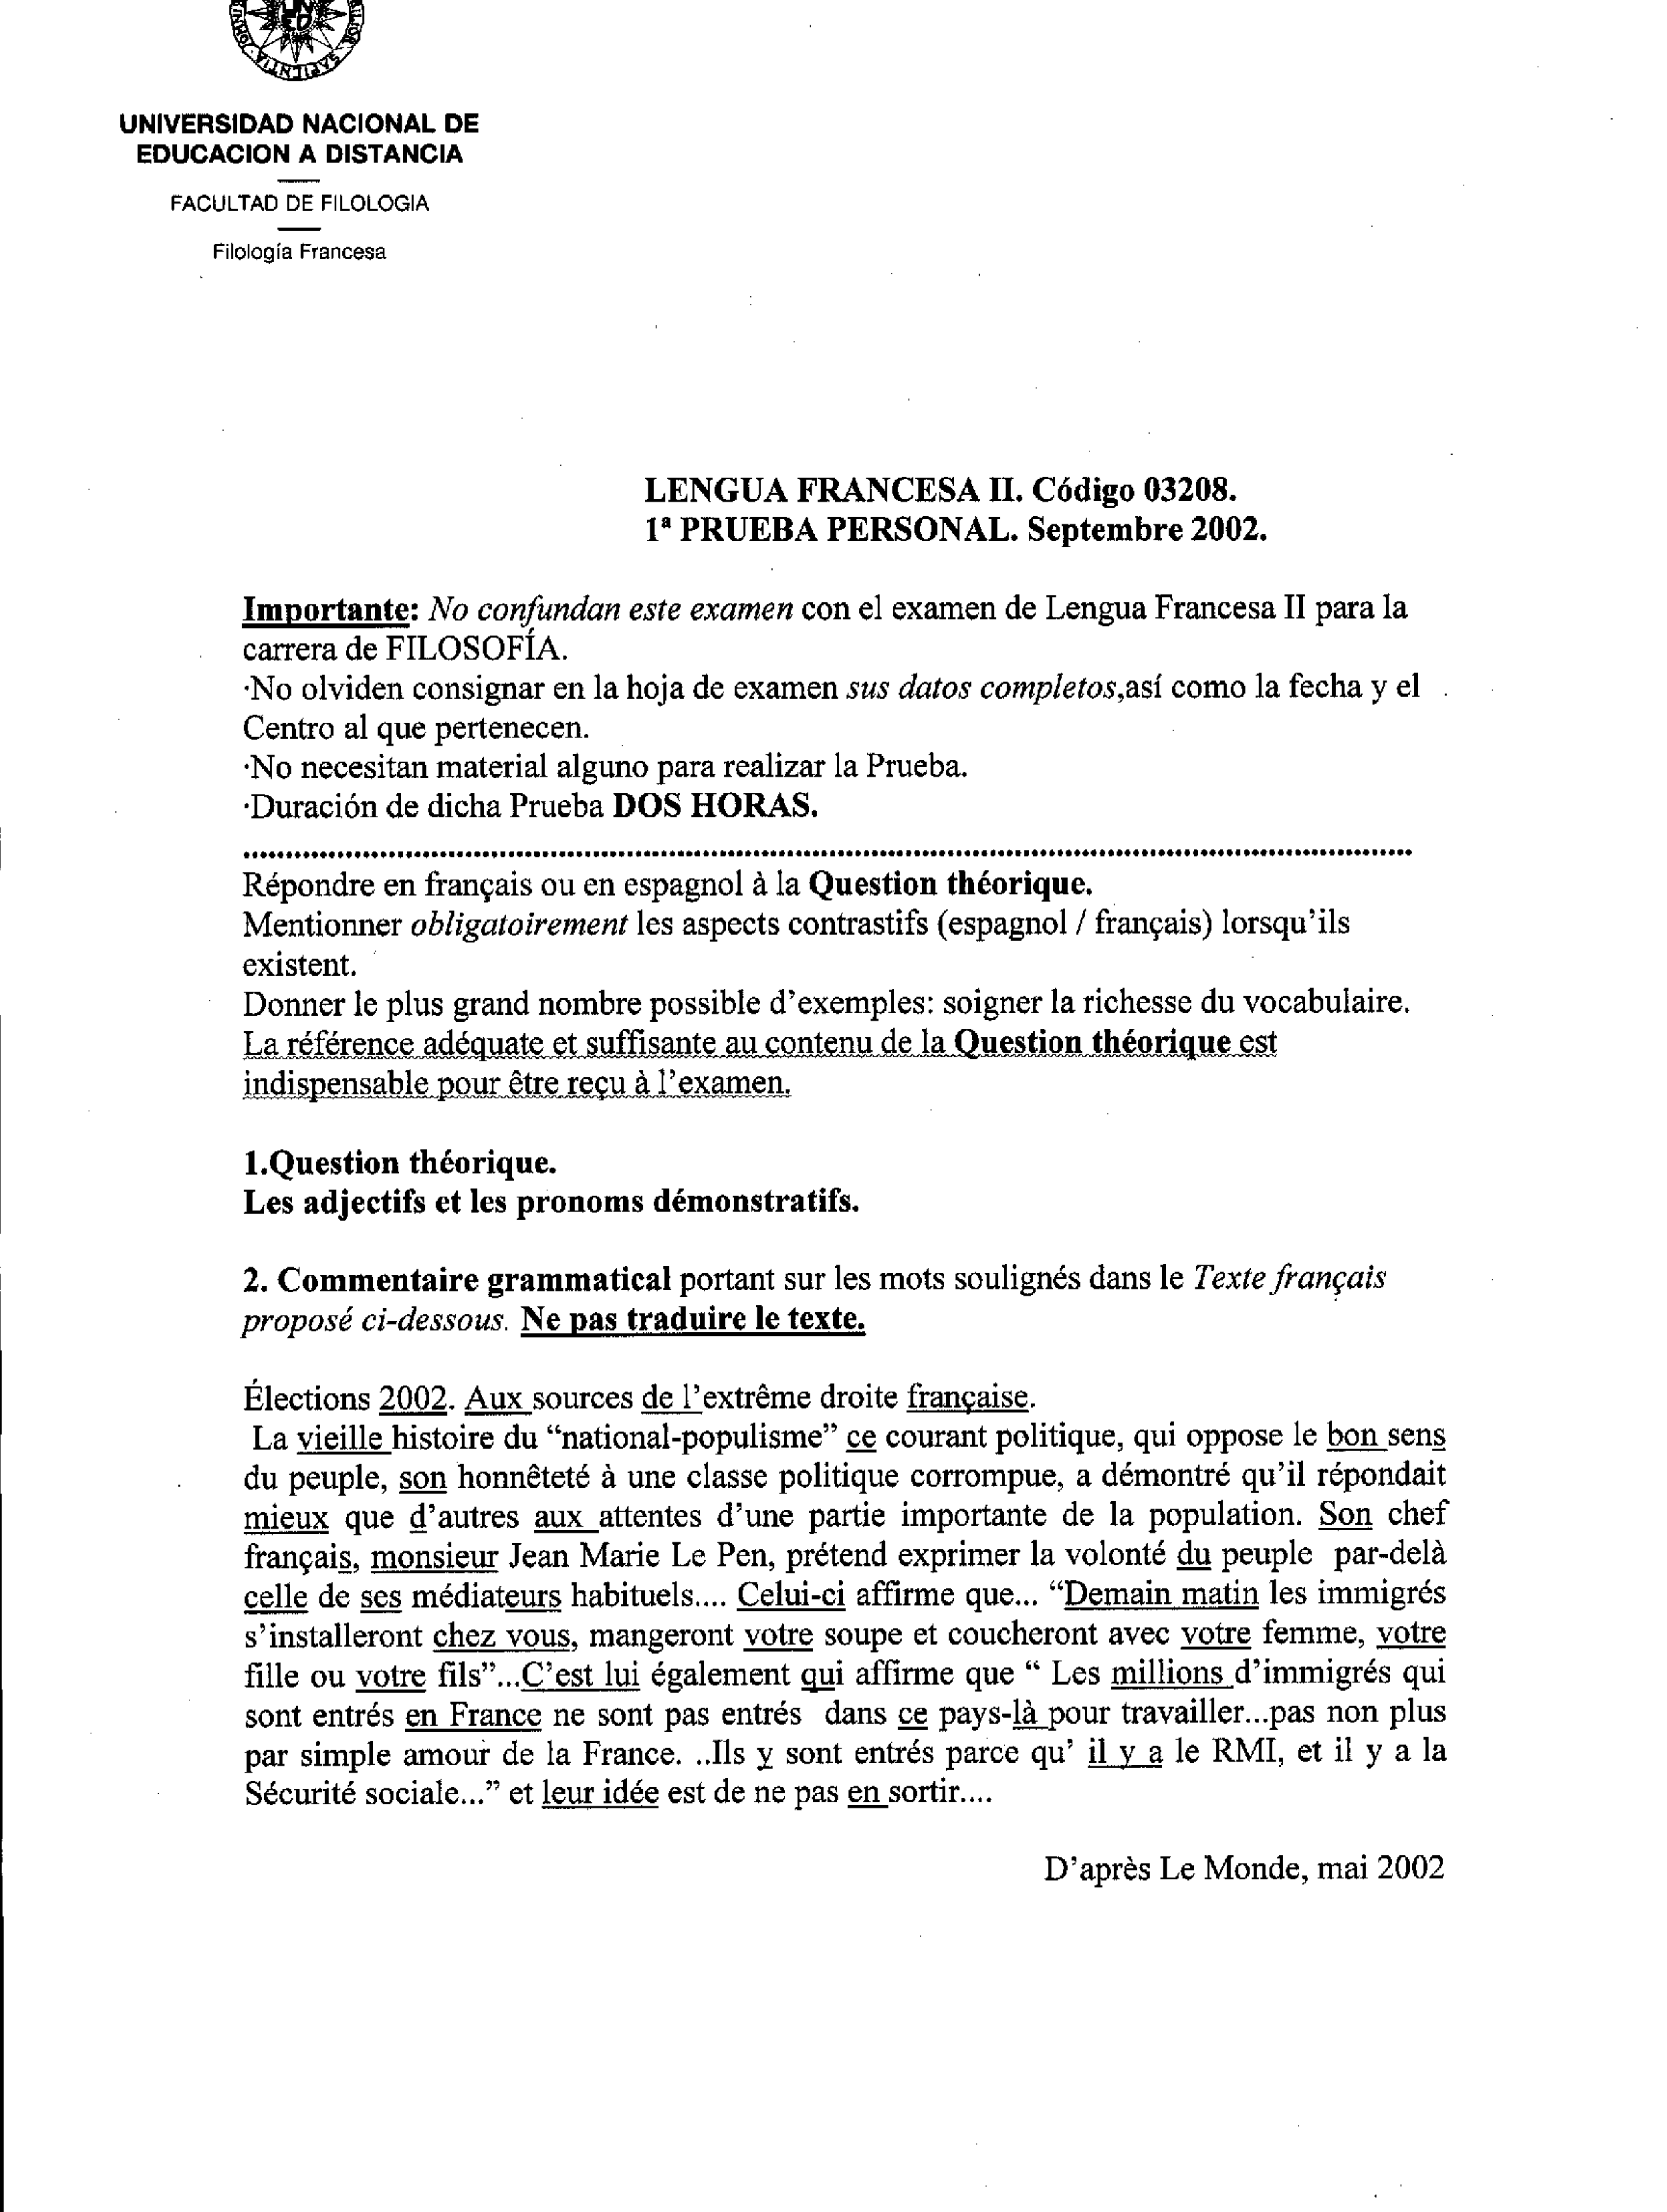 UNED
SAPIENTIA
UNIVERSIDAD NACIONAL DE
EDUCACION A DISTANCIA
FACULTAD DE FILOLOGIA
Filología Francesa
LENGUA FRANCESA II. Código 03208.
1ª PRUEBA PERSONAL. Septembre 2002.
Importante: No confundan este examen con el examen de Lengua Francesa II para la
carrera de FILOSOFÍA.
·No olviden consignar en la hoja de examen sus datos completos,así como la fecha y el
Centro al que pertenecen.
·No necesitan material alguno para realizar la Prueba.
·Duración de dicha Prueba DOS HORAS.
Répondre en français ou en espagnol à la Question théorique.
Mentionner obligatoirement les aspects contrastifs (espagnol / français) lorsqu'ils
existent.
Donner le plus grand nombre possible d'exemples: soigner la richesse du vocabulaire.
La référence adéquate et suffisante au contenu de la Question théorique est
indispensable pour être reçu à l'examen.
1.Question théorique.
Les adjectifs et les pronoms démonstratifs.
2. Commentaire grammatical portant sur les mots soulignés dans le Texte français
proposé ci-dessous. Ne pas traduire le texte.
Élections 2002. Aux sources de l'extrême droite française.
La vieille histoire du “national-populisme” ce courant politique, qui oppose le bon sens
du peuple, son honnêteté à une classe politique corrompue, a démontré qu'il répondait
mieux que d'autres aux attentes d'une partie importante de la population. Son chef
français, monsieur Jean Marie Le Pen, prétend exprimer la volonté du peuple par-delà
celle de ses médiateurs habituels.... Celui-ci affirme que... “Demain matin les immigrés
s'installeront chez vous, mangeront votre soupe et coucheront avec votre femme, votre
fille ou votre fils”...C'est lui également qui affirme que “ Les millions d'immigrés qui
sont entrés en France ne sont pas entrés dans ce pays-là pour travailler...pas non plus
par simple amour de la France. ..Ils y sont entrés parce qu' il y a le RMI, et il y a la
Sécurité sociale...” et leur idée est de ne pas en sortir....
D'après Le Monde, mai 2002